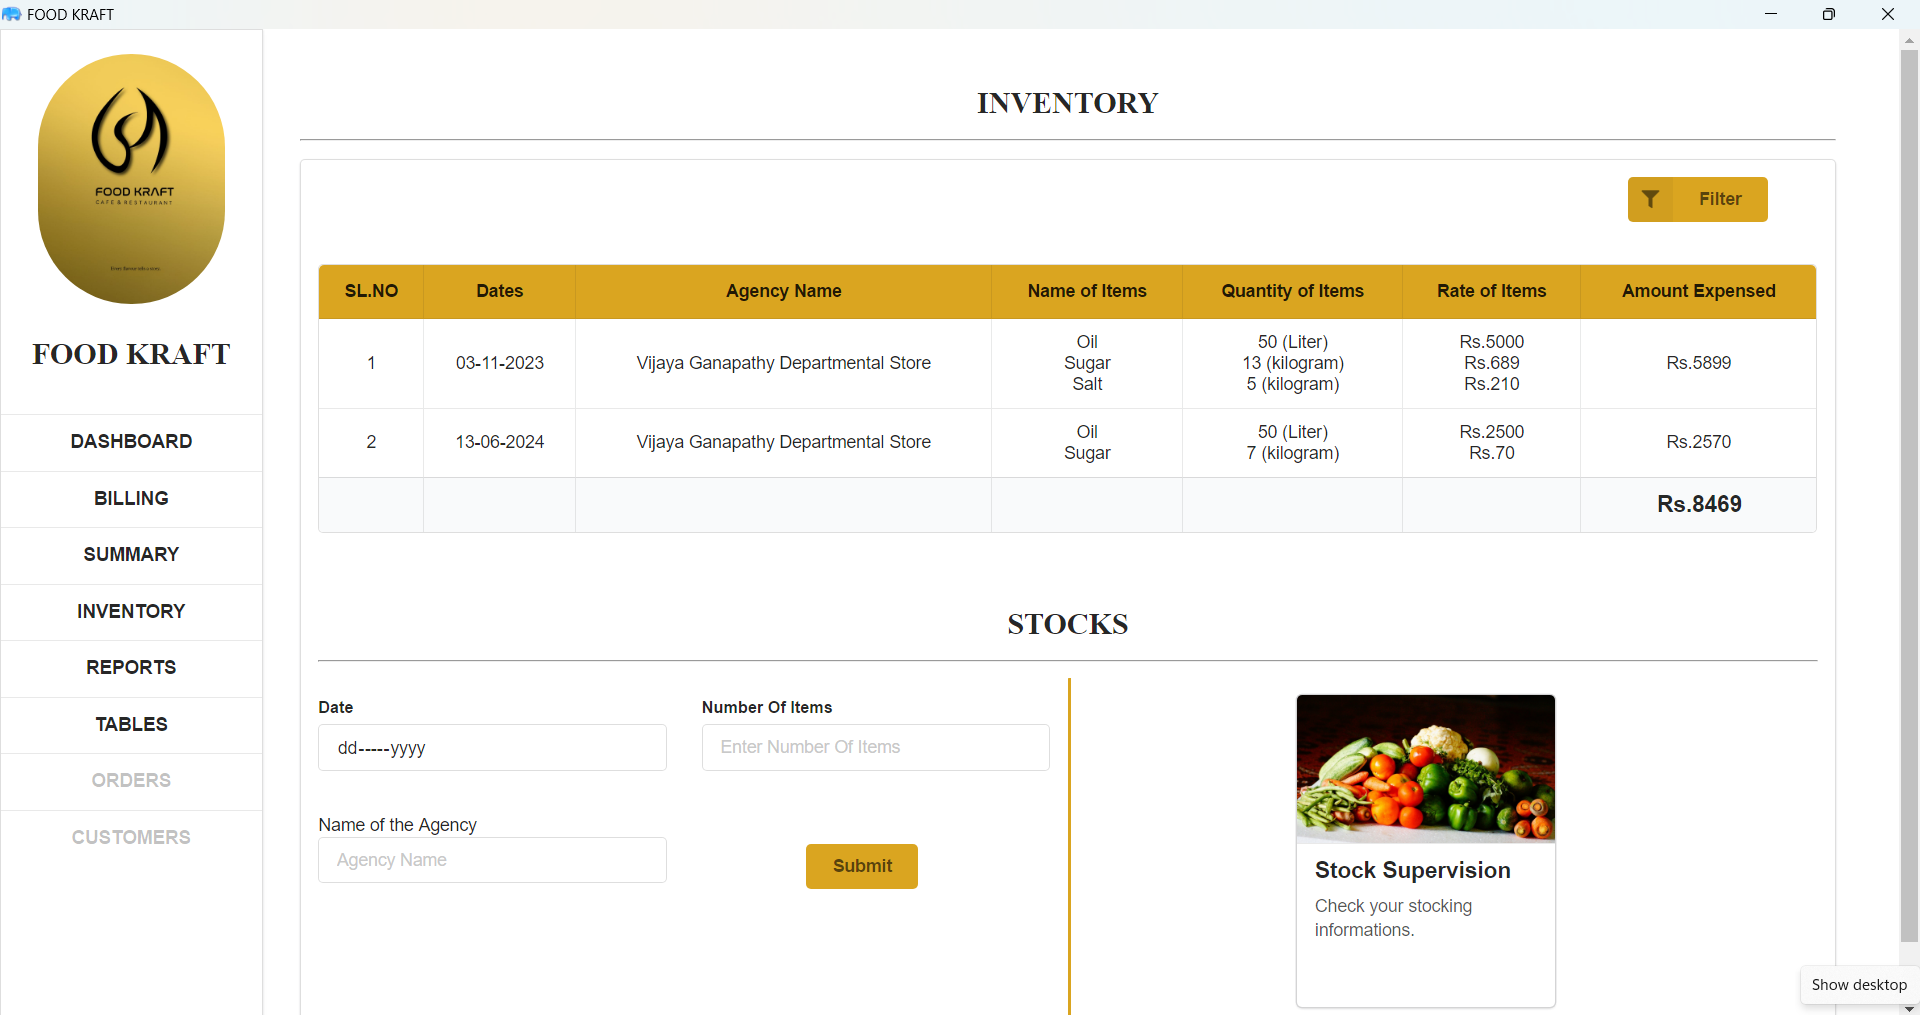 FOOD KRAFT
FOOD KRAFT
CAFE & RESTAURANT
FOOD KRAFT
DASHBOARD
BILLING
SUMMARY
INVENTORY
REPORTS
TABLES
ORDERS
CUSTOMERS
INVENTORY
Filter
SL.NO Dates Agency Name Name of Items Quantity of Items Rate of Items Amount Expensed
1 03-11-2023 Vijaya Ganapathy Departmental Store Oil 50 (Liter) Rs.5000 Rs.5899
Sugar 13 (kilogram) Rs.689
Salt 5 (kilogram) Rs.210
2 13-06-2024 Vijaya Ganapathy Departmental Store Oil 50 (Liter) Rs.2500 Rs.2570
Sugar 7 (kilogram) Rs.70
Rs.8469
STOCKS
Date Number Of Items
dd-----yyyy Enter Number Of Items
Name of the Agency
Agency Name
Submit
Stock Supervision
Check your stocking
informations.
Show desktop